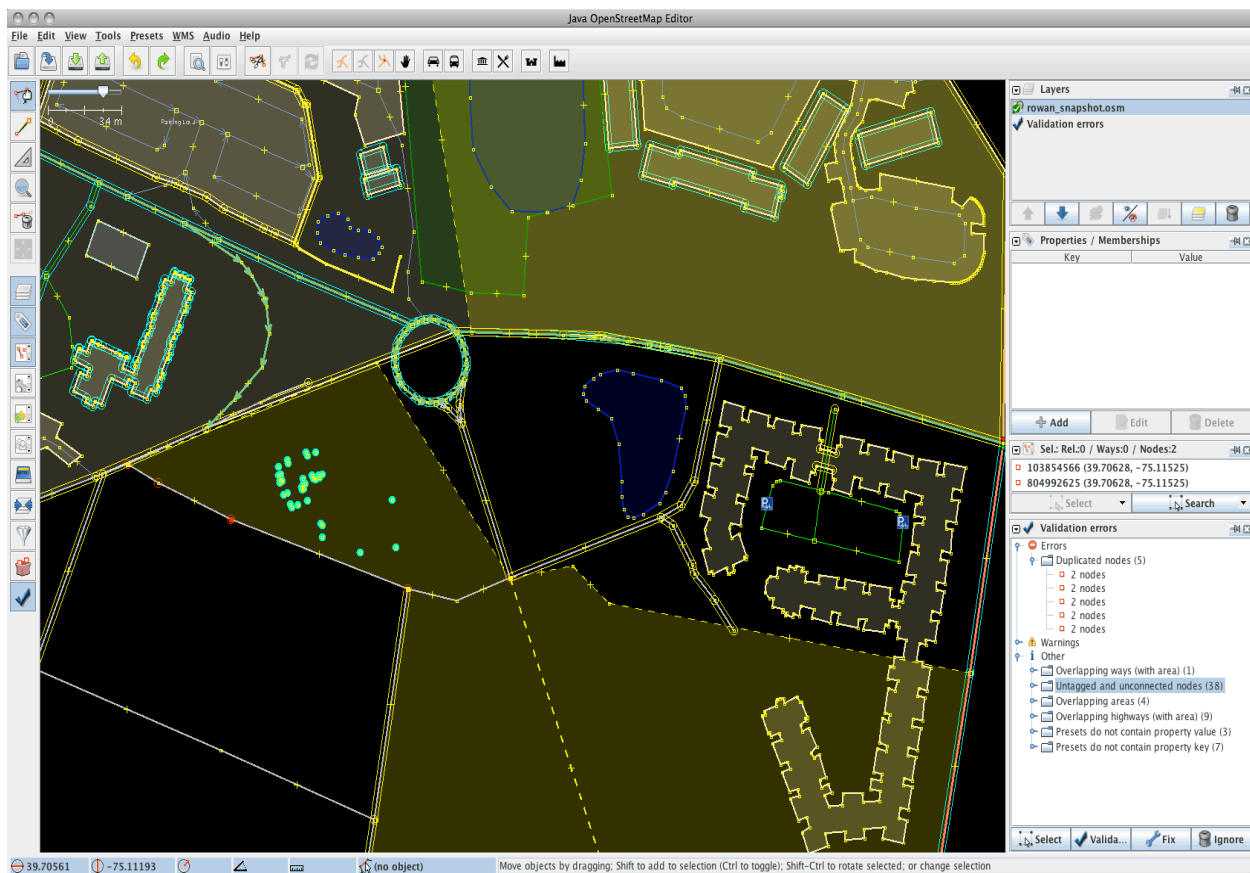 Java OpenStreetMap Editor
File Edit View Tools Presets WMS Audio Help
0 34 m
Parking Lot J
Layers
rowan_snapshot.osm
Validation errors
Properties / Memberships
Key Value
Add Edit Delete
Sel.: Rel.:0 / Ways:0 / Nodes:2
103854566 (39.70628, -75.11525)
804992625 (39.70628, -75.11525)
Select Search
Validation errors
Errors
Duplicated nodes (5)
2 nodes
2 nodes
2 nodes
2 nodes
2 nodes
Warnings
Other
Overlapping ways (with area) (1)
Untagged and unconnected nodes (38)
Overlapping areas (4)
Overlapping highways (with area) (9)
Presets do not contain property value (3)
Presets do not contain property key (7)
Select Valida... Fix Ignore
39.70561 -75.11193 (no object) Move objects by dragging; Shift to add to selection (Ctrl to toggle); Shift-Ctrl to rotate selected; or change selection